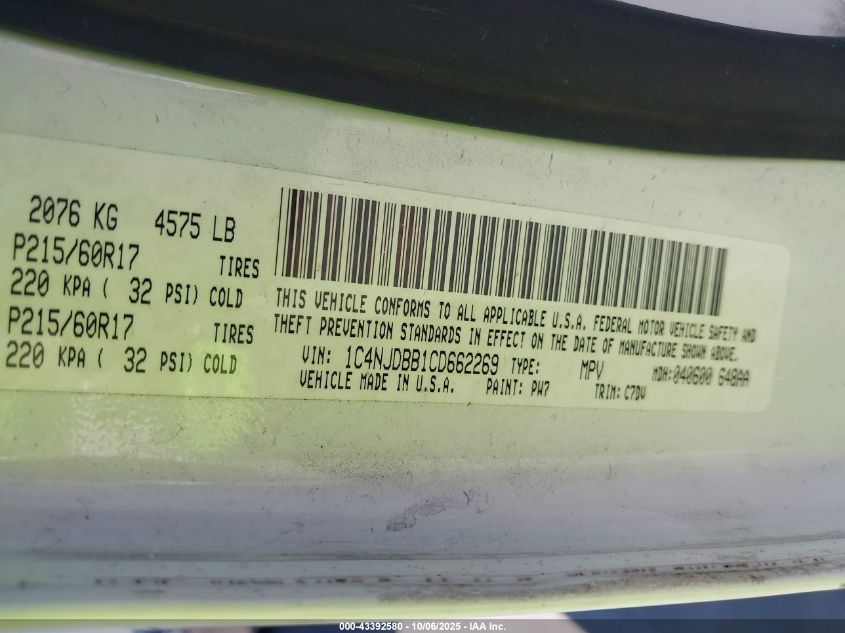 2076 KG 4575 LB
P215/60R17 TIRES
220 KPA ( 32 PSI) COLD
P215/60R17 TIRES
220 KPA ( 32 PSI) COLD
THIS VEHICLE CONFORMS TO ALL APPLICABLE U.S.A. FEDERAL MOTOR VEHICLE SAFETY AND
THEFT PREVENTION STANDARDS IN EFFECT ON THE DATE OF MANUFACTURE SHOWN ABOVE.
VIN: 1C4NJDBB1CD662269 TYPE: MPV MDH:040600 648AA
VEHICLE MADE IN U.S.A. PAINT: PW7 TRIM: C7DV
000-43392580 - 10/06/2025 - IAA Inc.